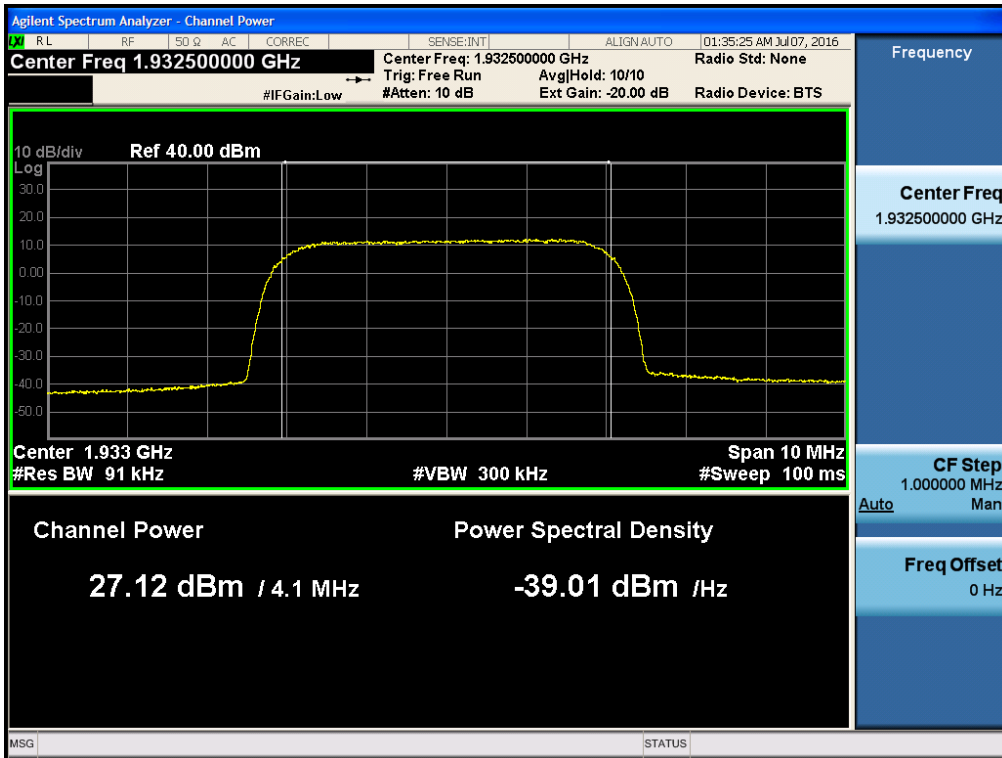 Agilent Spectrum Analyzer - Channel Power
LXI RL RF 50 Ω AC CORREC SENSE:INT ALIGN AUTO 01:35:25 AM Jul 07, 2016
Center Freq 1.932500000 GHz
Center Freq: 1.932500000 GHz Radio Std: None
Trig: Free Run Avg|Hold: 10/10
#IFGain:Low #Atten: 10 dB Ext Gain: -20.00 dB Radio Device: BTS
10 dB/div Ref 40.00 dBm
Log
30.0
20.0
10.0
0.00
-10.0
-20.0
-30.0
-40.0
-50.0
Center 1.933 GHz Span 10 MHz
#Res BW 91 kHz #VBW 300 kHz #Sweep 100 ms
Channel Power Power Spectral Density
27.12 dBm / 4.1 MHz -39.01 dBm /Hz
MSG STATUS
Frequency
Center Freq
1.932500000 GHz
CF Step
1.000000 MHz
Auto Man
Freq Offset
0 Hz